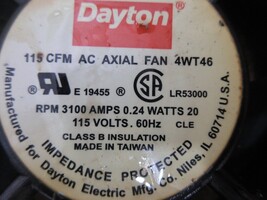 Dayton
115 CFM AC AXIAL FAN 4WT46
E 19455 LR53000
RPM 3100 AMPS 0.24 WATTS 20
115 VOLTS. 60Hz CLE
CLASS B INSULATION
MADE IN TAIWAN
IMPEDANCE PROTECTED
Manufactured for Dayton Electric Mfg. Co. Niles, IL 60714 U.S.A.